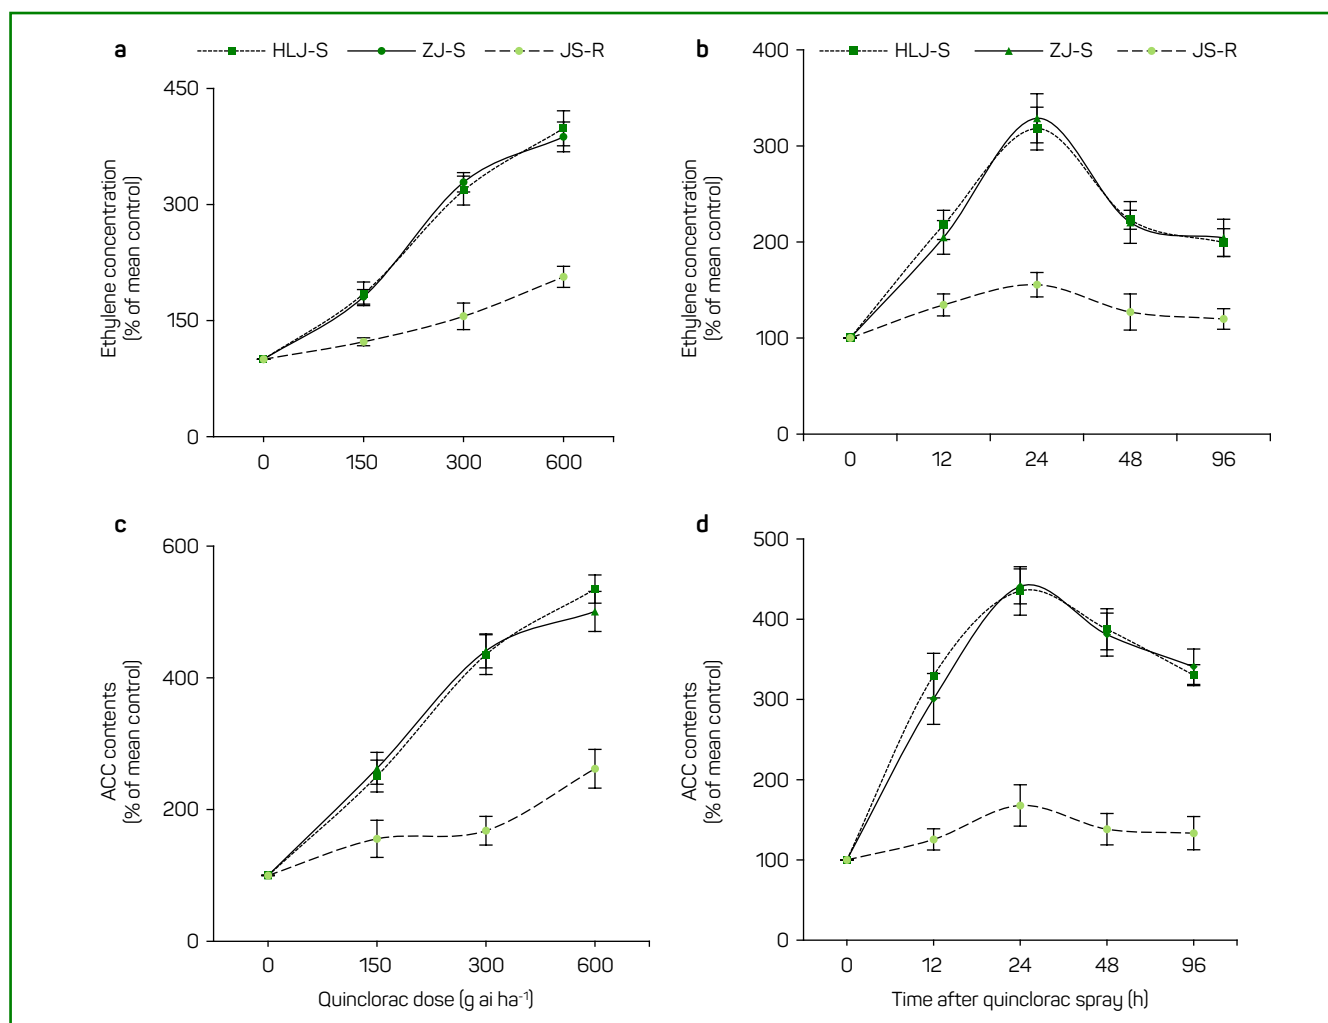 a
HLJ-S ZJ-S JS-R
450
300
150
0
Ethylene concentration
(% of mean control)
0 150 300 600
b
HLJ-S ZJ-S JS-R
400
300
200
100
0
Ethylene concentration
(% of mean control)
0 12 24 48 96
c
600
400
200
0
ACC contents
(% of mean control)
0 150 300 600
Quinclorac dose (g ai ha⁻¹)
d
500
400
300
200
100
0
ACC contents
(% of mean control)
0 12 24 48 96
Time after quinclorac spray (h)